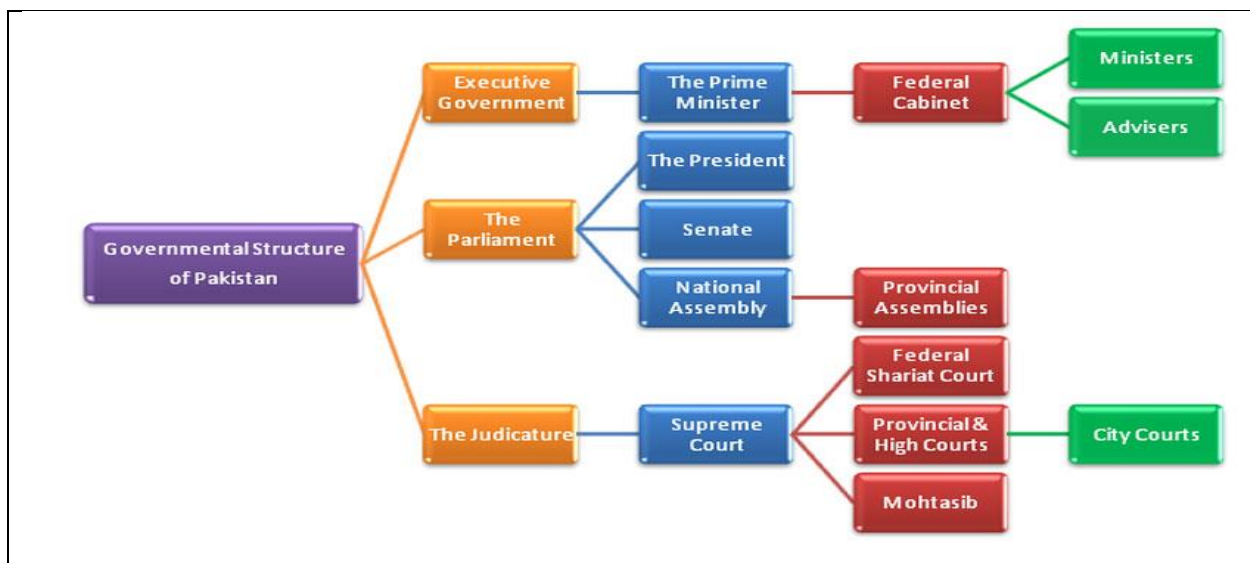 Governmental Structure
of Pakistan
Executive
Government
The Prime
Minister
Federal
Cabinet
Ministers
Advisers
The
Parliament
The President
Senate
National
Assembly
Provincial
Assemblies
The Judicature
Supreme
Court
Federal
Shariat Court
Provincial &
High Courts
City Courts
Mohtasib